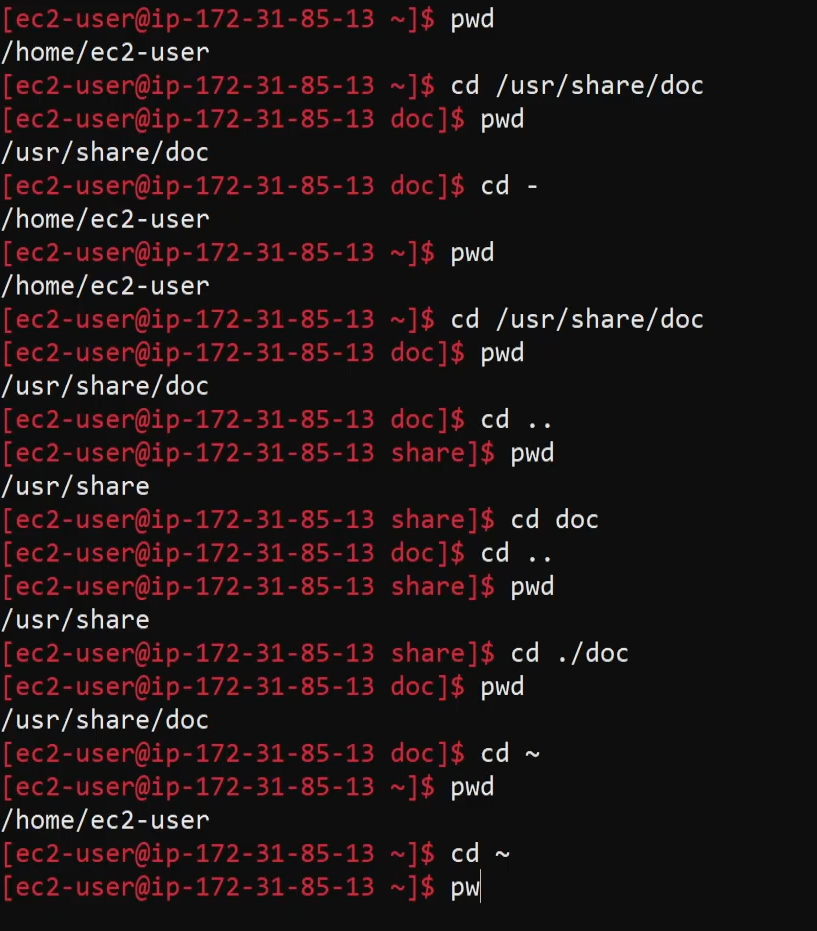 [ec2-user@ip-172-31-85-13 ~]$ pwd
/home/ec2-user
[ec2-user@ip-172-31-85-13 ~]$ cd /usr/share/doc
[ec2-user@ip-172-31-85-13 doc]$ pwd
/usr/share/doc
[ec2-user@ip-172-31-85-13 doc]$ cd -
/home/ec2-user
[ec2-user@ip-172-31-85-13 ~]$ pwd
/home/ec2-user
[ec2-user@ip-172-31-85-13 ~]$ cd /usr/share/doc
[ec2-user@ip-172-31-85-13 doc]$ pwd
/usr/share/doc
[ec2-user@ip-172-31-85-13 doc]$ cd ..
[ec2-user@ip-172-31-85-13 share]$ pwd
/usr/share
[ec2-user@ip-172-31-85-13 share]$ cd doc
[ec2-user@ip-172-31-85-13 doc]$ cd ..
[ec2-user@ip-172-31-85-13 share]$ pwd
/usr/share
[ec2-user@ip-172-31-85-13 share]$ cd ./doc
[ec2-user@ip-172-31-85-13 doc]$ pwd
/usr/share/doc
[ec2-user@ip-172-31-85-13 doc]$ cd ~
[ec2-user@ip-172-31-85-13 ~]$ pwd
/home/ec2-user
[ec2-user@ip-172-31-85-13 ~]$ cd ~
[ec2-user@ip-172-31-85-13 ~]$ pw